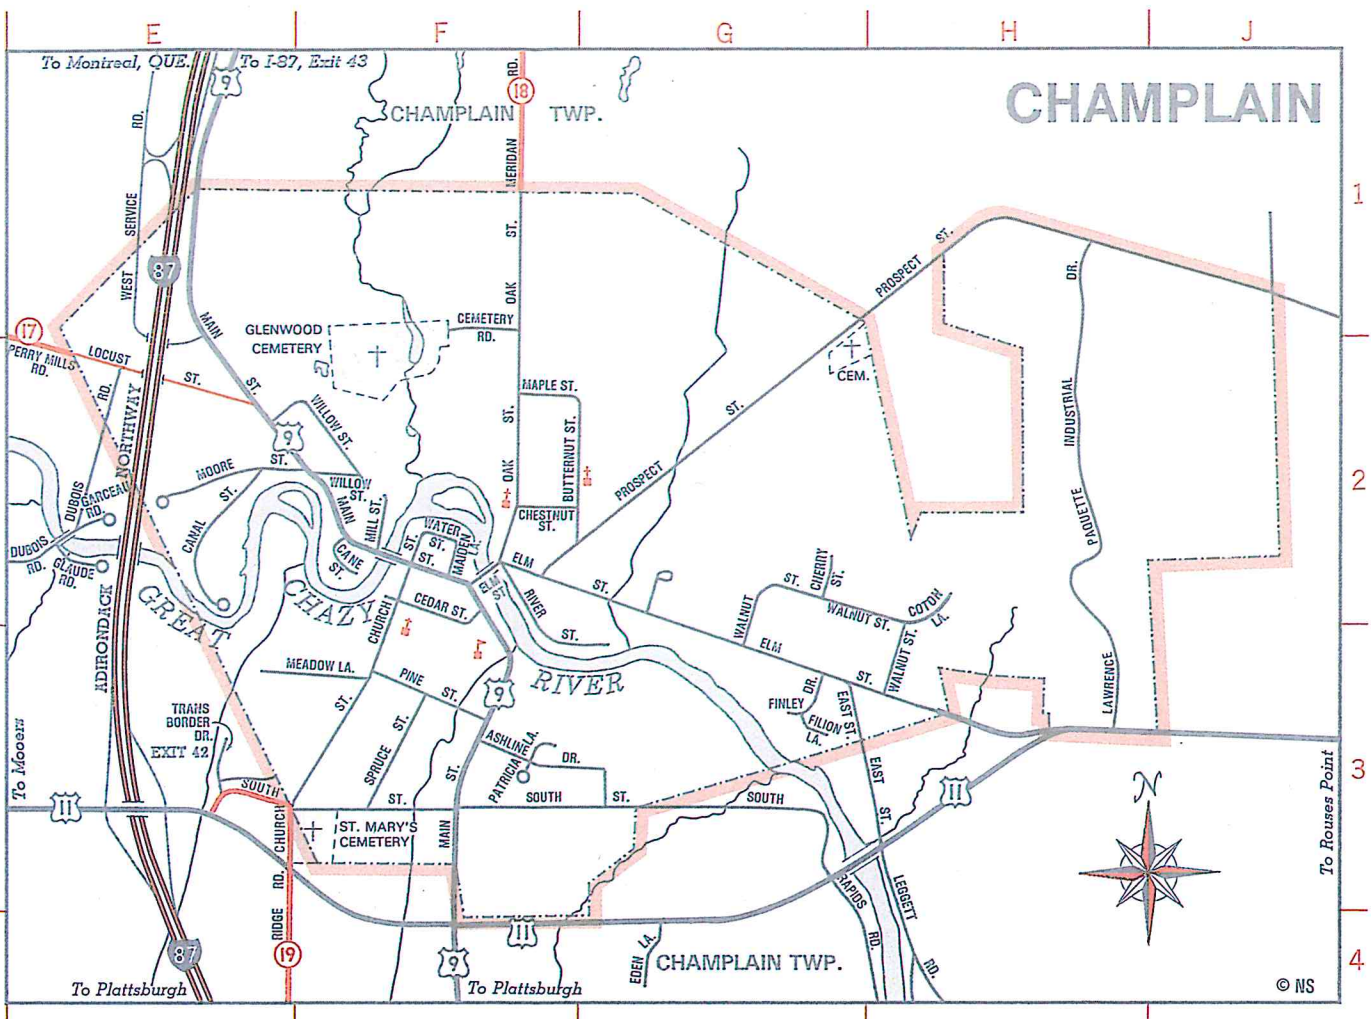 E
F
G
H
J
To Montreal, QUE.
To I-87, Exit 43
9
18
RD.
CHAMPLAIN TWP.
CHAMPLAIN
RD.
MERIDAN
1
SERVICE
ST.
ST.
PROSPECT
WEST
87
DR.
OAK
MAIN
GLENWOOD
CEMETERY
CEMETERY
RD.
17
PERRY MILLS
RD.
LOCUST
ST.
CEM.
RD.
ST.
MAPLE ST.
NORTHWAY
WILLOW ST.
ST.
ST.
INDUSTRIAL
9
BUTTERNUT ST.
MOORE
ST.
OAK
PROSPECT
2
WILLOW
ST.
DUBOIS
GARCEAU
RD.
ST.
MAIN
MILL ST.
CHESTNUT
ST.
PAQUETTE
CANAL
WATER
ST.
ST.
ST.
MAIDEN
LA.
DUBOIS
RD.
CANE
ST.
ELM
GLAUDE
RD.
ELM
ST.
ST.
ST.
CHERRY
ST.
GREAT
CHAZY
CEDAR ST.
RIVER
WALNUT ST.
COTON
LA.
ADIRONDACK
CHURCH
WALNUT
ST.
ELM
WALNUT ST.
MEADOW LA.
PINE
ST.
RIVER
ST.
LAWRENCE
9
DR.
FINLEY
FILION
LA.
EAST ST.
TRANS
BORDER
DR.
EXIT 42
ST.
ST.
ASHLINE
LA.
DR.
To Mooers
SPRUCE
PATRICIA
EAST
3
SOUTH
ST.
ST.
SOUTH
ST.
SOUTH
11
11
ST.
N
CHURCH
ST. MARY'S
CEMETERY
MAIN
To Rouses Point
RD.
RAPIDS
LEGGETT
RIDGE
11
87
19
9
EDEN LA.
CHAMPLAIN TWP.
RD.
RD.
4
To Plattsburgh
To Plattsburgh
© NS